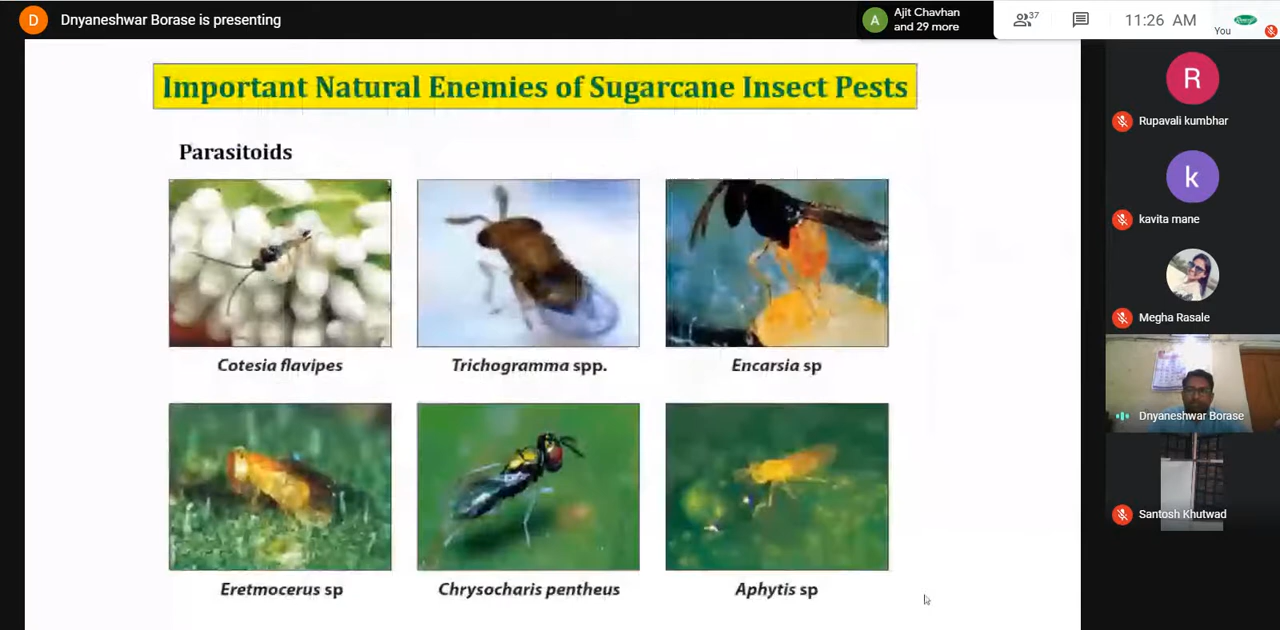 D
Dnyaneshwar Borase is presenting
A
Ajit Chavhan
and 29 more
37
11:26 AM
You
Important Natural Enemies of Sugarcane Insect Pests
Parasitoids
Cotesia flavipes
Trichogramma spp.
Encarsia sp
Eretmocerus sp
Chrysocharis pentheus
Aphytis sp
R
Rupavali kumbhar
k
kavita mane
Megha Rasale
Dnyaneshwar Borase
Santosh Khutwad